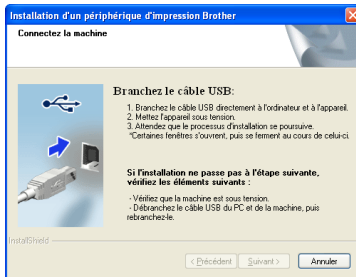 Installation d'un périphérique d'impression Brother
Connectez la machine
Branchez le câble USB:
1. Branchez le câble USB directement à l'ordinateur et à l'appareil.
2. Mettez l'appareil sous tension.
3. Attendez que le processus d'installation se poursuive.
*Certaines fenêtres s'ouvrent, puis se ferment au cours de celui-ci.
Si l'installation ne passe pas à l'étape suivante,
vérifiez les éléments suivants :
- Vérifiez que la machine est sous tension.
- Débranchez le câble USB du PC et de la machine, puis
rebranchez-le.
InstallShield
< Précédent Suivant > Annuler